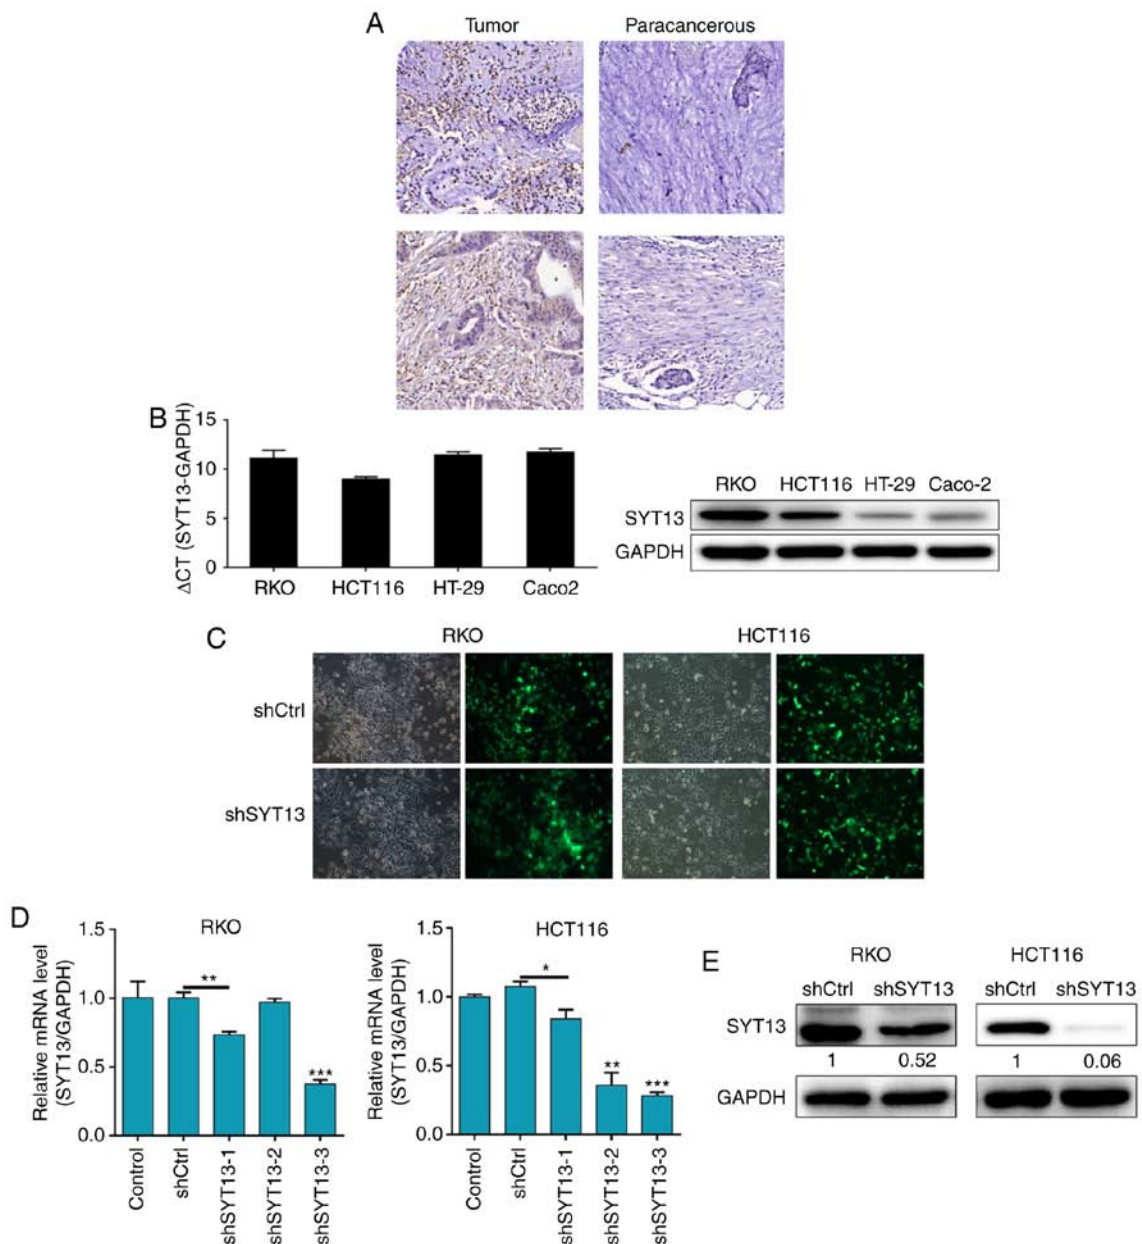 A
Tumor
Paracancerous
B
ΔCT (SYT13-GAPDH)
15
10
5
0
RKO
HCT116
HT-29
Caco2
RKO
HCT116
HT-29
Caco-2
SYT13
GAPDH
C
RKO
HCT116
shCtrl
shSYT13
D
Relative mRNA level
(SYT13/GAPDH)
RKO
1.5
1.0
0.5
0.0
**
***
Control
shCtrl
shSYT13-1
shSYT13-2
shSYT13-3
Relative mRNA level
(SYT13/GAPDH)
HCT116
1.5
1.0
0.5
0.0
*
**
***
Control
shCtrl
shSYT13-1
shSYT13-2
shSYT13-3
E
RKO
HCT116
shCtrl shSYT13
shCtrl shSYT13
SYT13
1 0.52
1 0.06
GAPDH